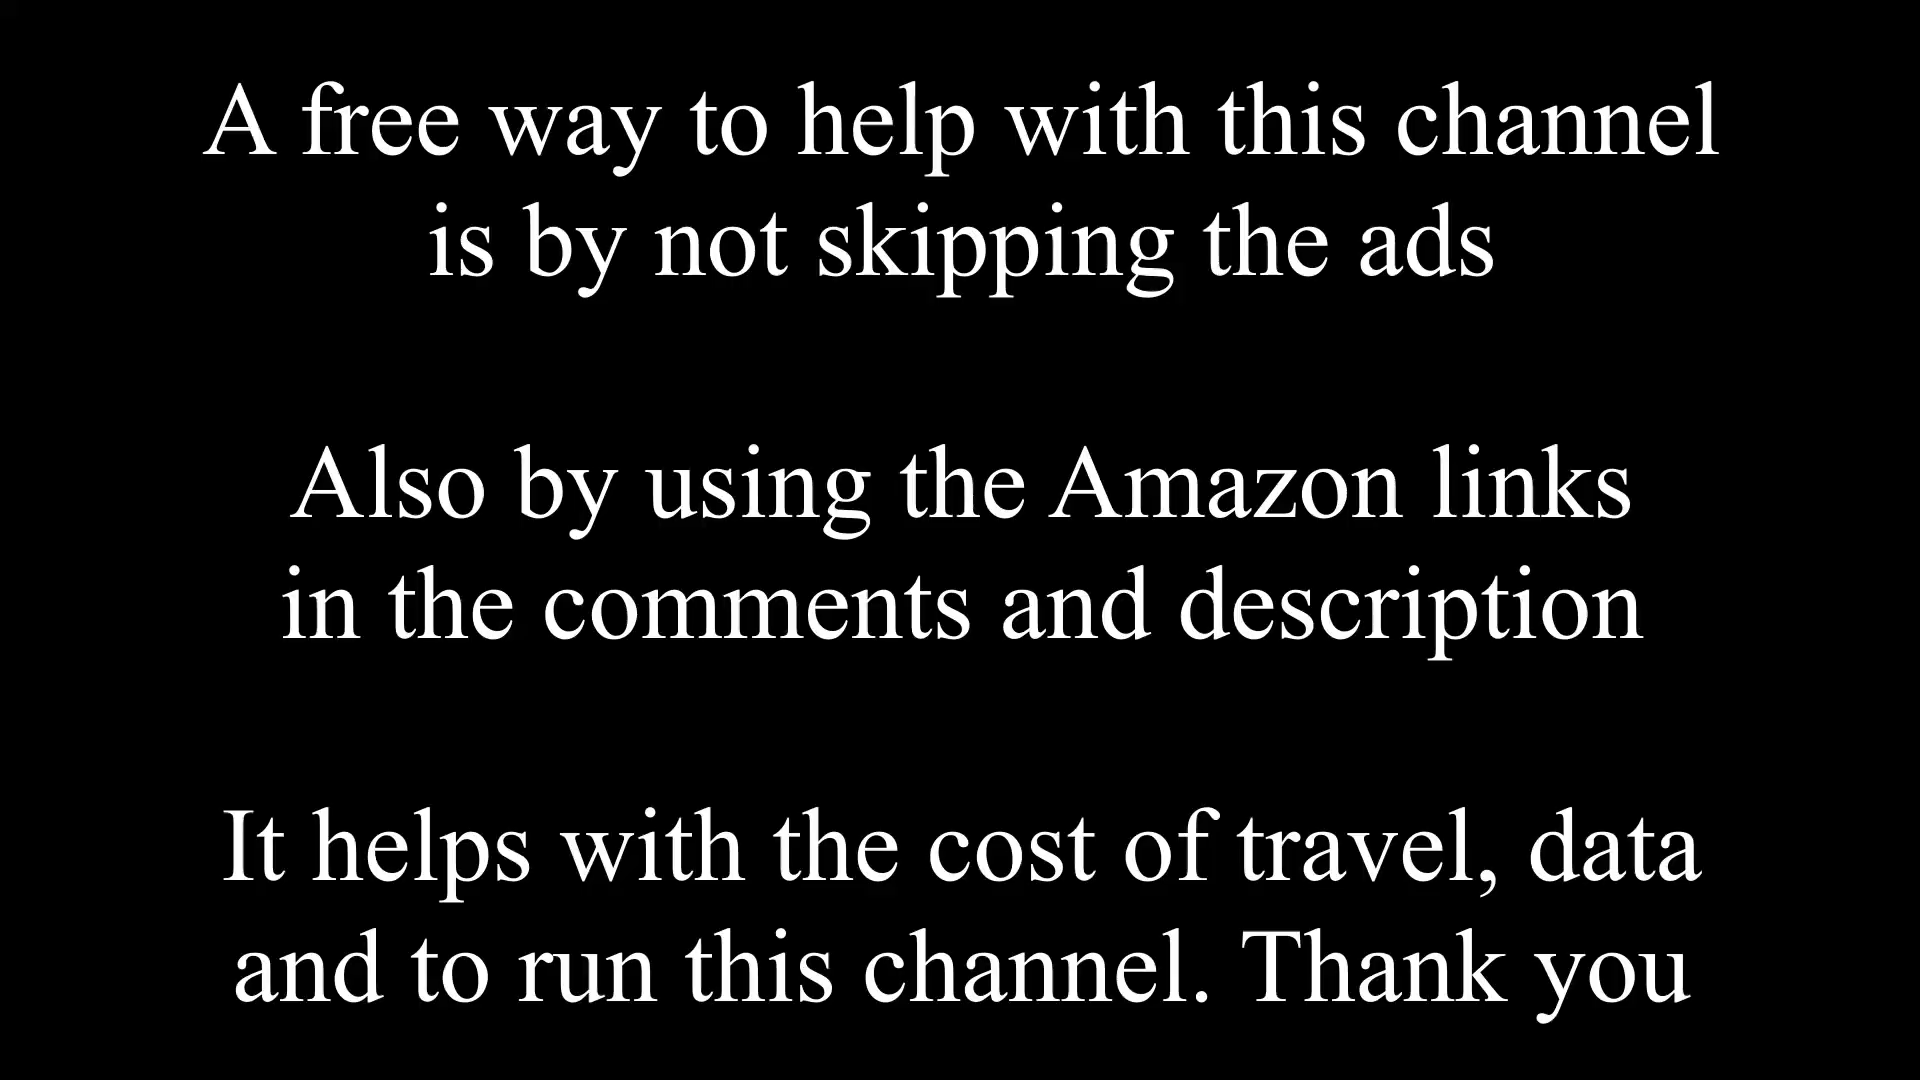 A free way to help with this channel
is by not skipping the ads
Also by using the Amazon links
in the comments and description
It helps with the cost of travel, data
and to run this channel. Thank you